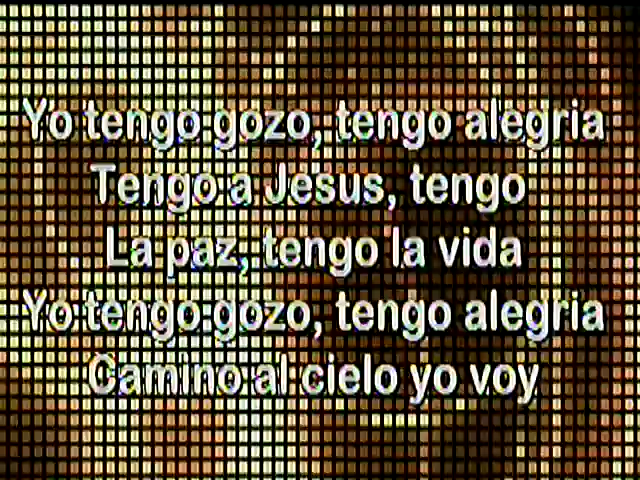 Yo tengo gozo, tengo alegria
Tengo a Jesus, tengo
La paz, tengo la vida
Yo tengo gozo, tengo alegria
Camino al cielo yo voy